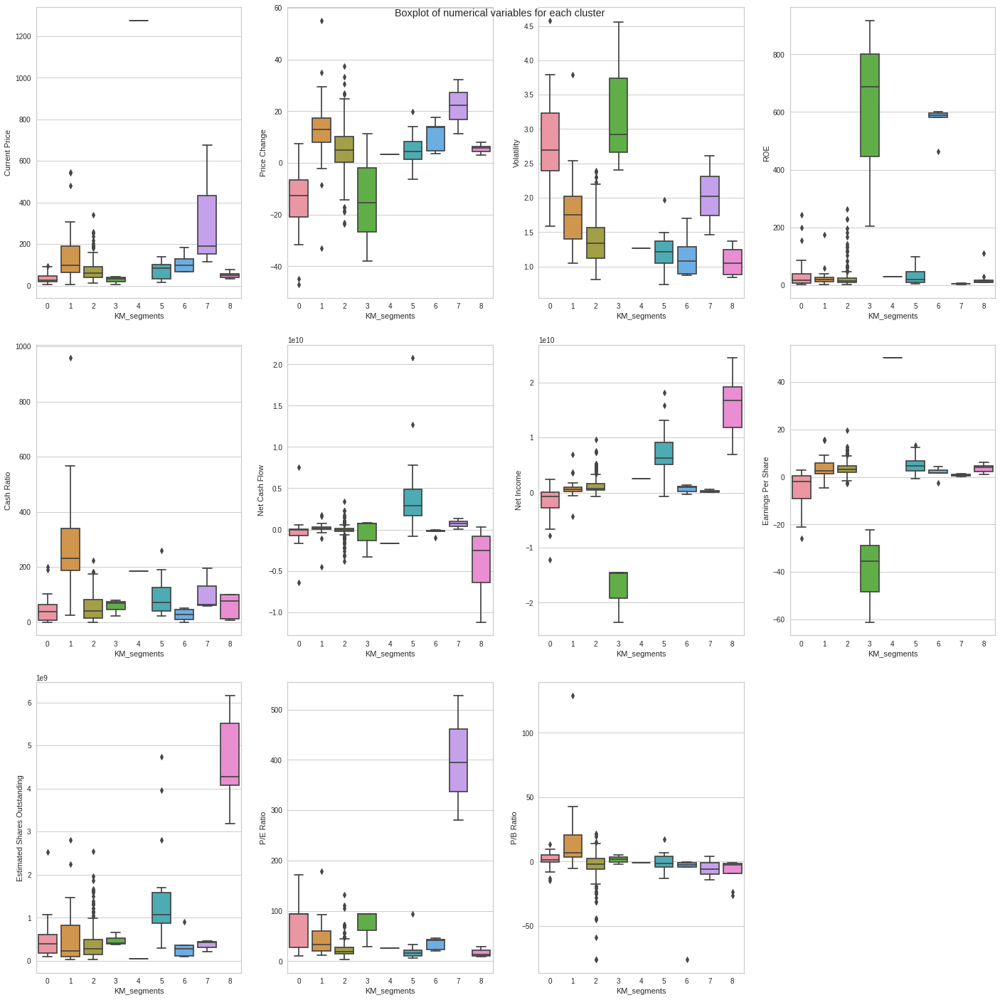 Boxplot of numerical variables for each cluster
Current Price
1200
1000
800
600
400
200
0
0 1 2 3 4 5 6 7 8
KM_segments
Price Change
60
40
20
0
−20
−40
0 1 2 3 4 5 6 7 8
KM_segments
Volatility
4.5
4.0
3.5
3.0
2.5
2.0
1.5
1.0
0 1 2 3 4 5 6 7 8
KM_segments
ROE
800
600
400
200
0
0 1 2 3 4 5 6 7 8
KM_segments
Cash Ratio
1000
800
600
400
200
0
0 1 2 3 4 5 6 7 8
KM_segments
1e10
Net Cash Flow
2.0
1.5
1.0
0.5
0.0
−0.5
−1.0
0 1 2 3 4 5 6 7 8
KM_segments
1e10
Net Income
2
1
0
−1
−2
0 1 2 3 4 5 6 7 8
KM_segments
Earnings Per Share
40
20
0
−20
−40
−60
0 1 2 3 4 5 6 7 8
KM_segments
1e9
Estimated Shares Outstanding
6
5
4
3
2
1
0
0 1 2 3 4 5 6 7 8
KM_segments
P/E Ratio
500
400
300
200
100
0
0 1 2 3 4 5 6 7 8
KM_segments
P/B Ratio
100
50
0
−50
0 1 2 3 4 5 6 7 8
KM_segments